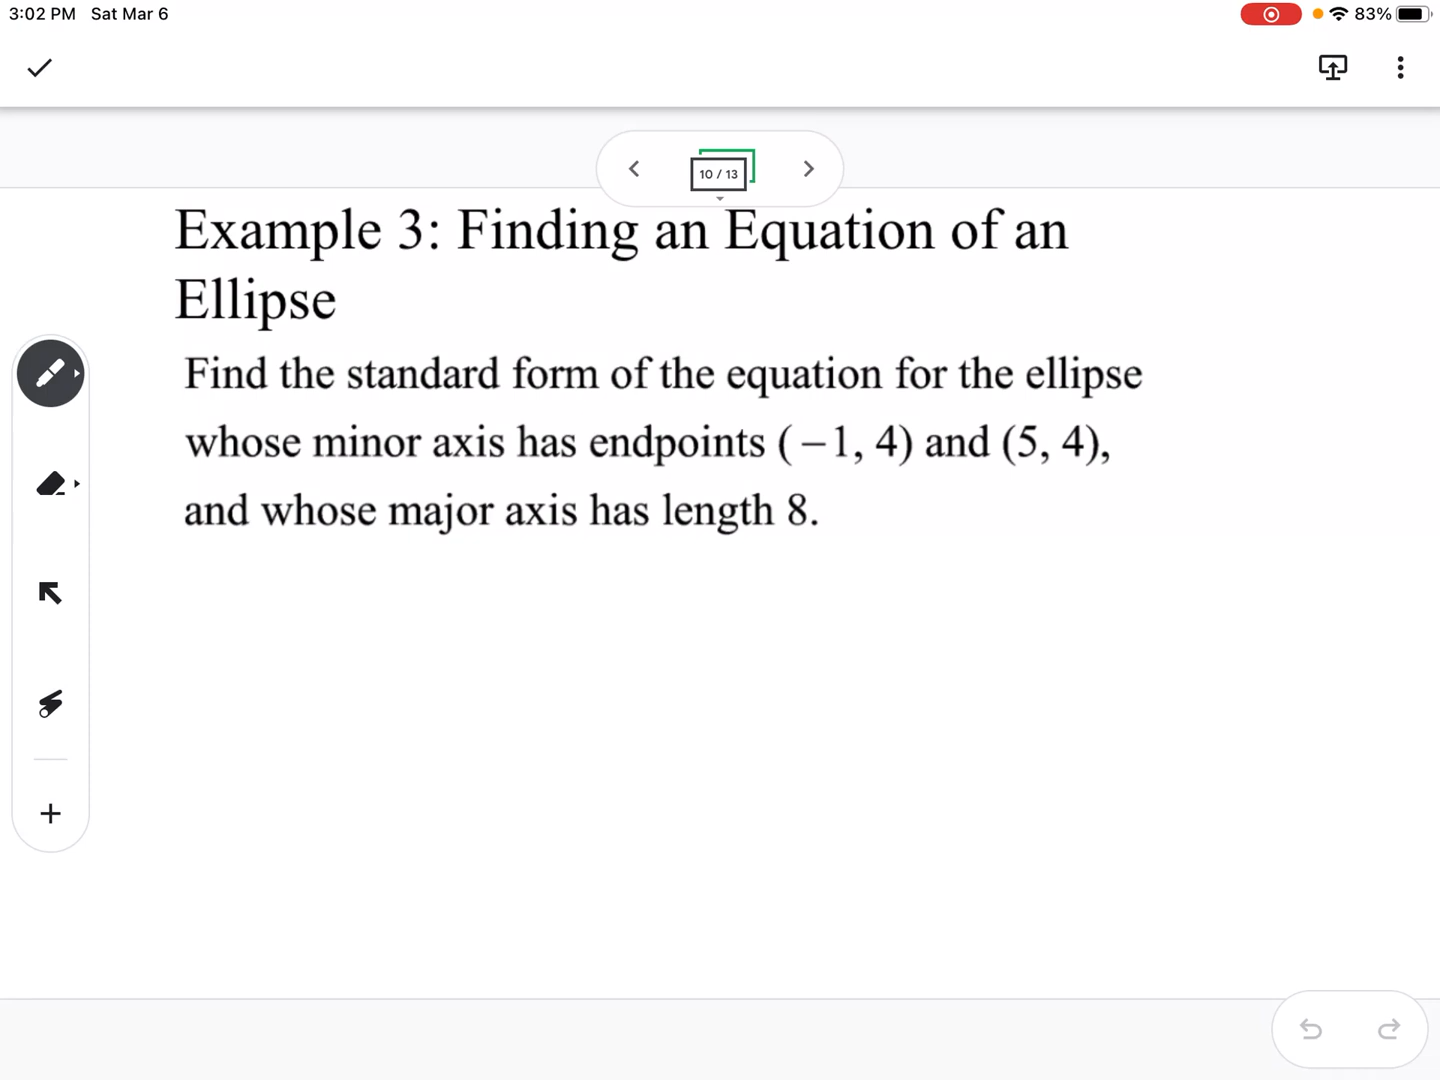 3:02 PM Sat Mar 6
83%
10 / 13
Example 3: Finding an Equation of an
Ellipse
Find the standard form of the equation for the ellipse
whose minor axis has endpoints (−1, 4) and (5, 4),
and whose major axis has length 8.